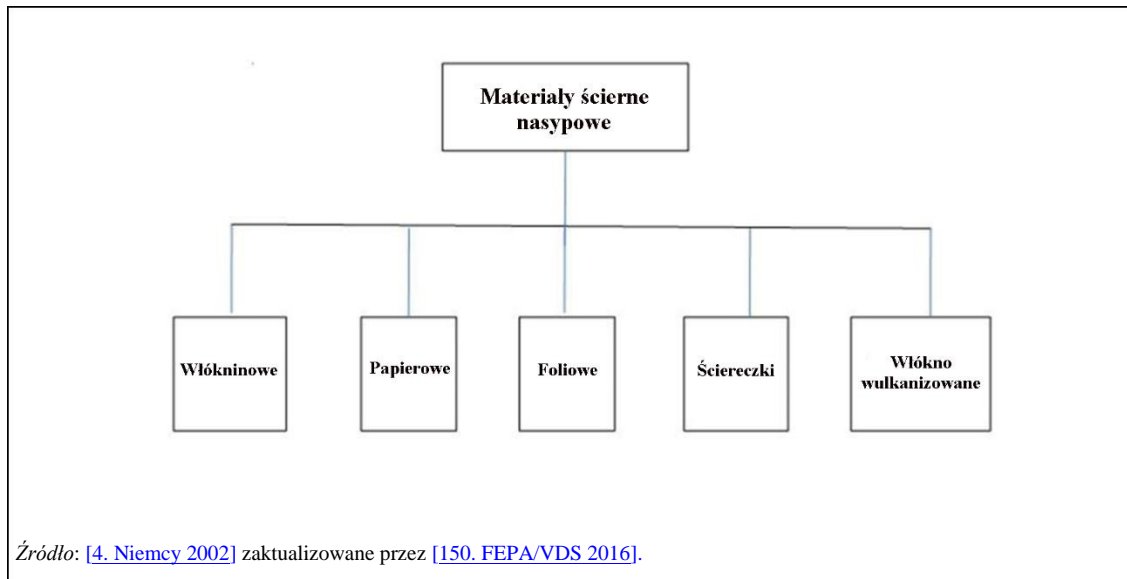 Materiały ścierne
nasypowe
Włókninowe
Papierowe
Foliowe
Ściereczki
Włókno
wulkanizowane
Źródło: [4. Niemcy 2002] zaktualizowane przez [150. FEPA/VDS 2016].